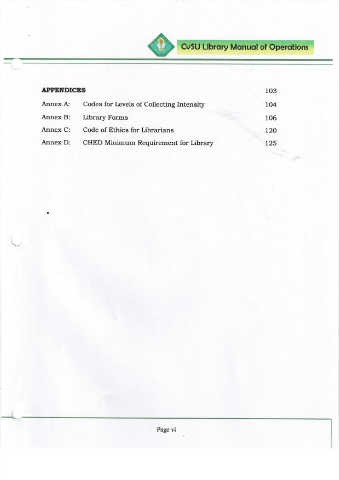 CvSU Library Manual of Operations
APPENDICES 103
Annex A: Codes for Levels of Collecting Intensity 104
Annex B: Library Forms 106
Annex C: Code of Ethics for Librarians 120
Annex D: CHED Minimum Requirement for Library 125
Page vi